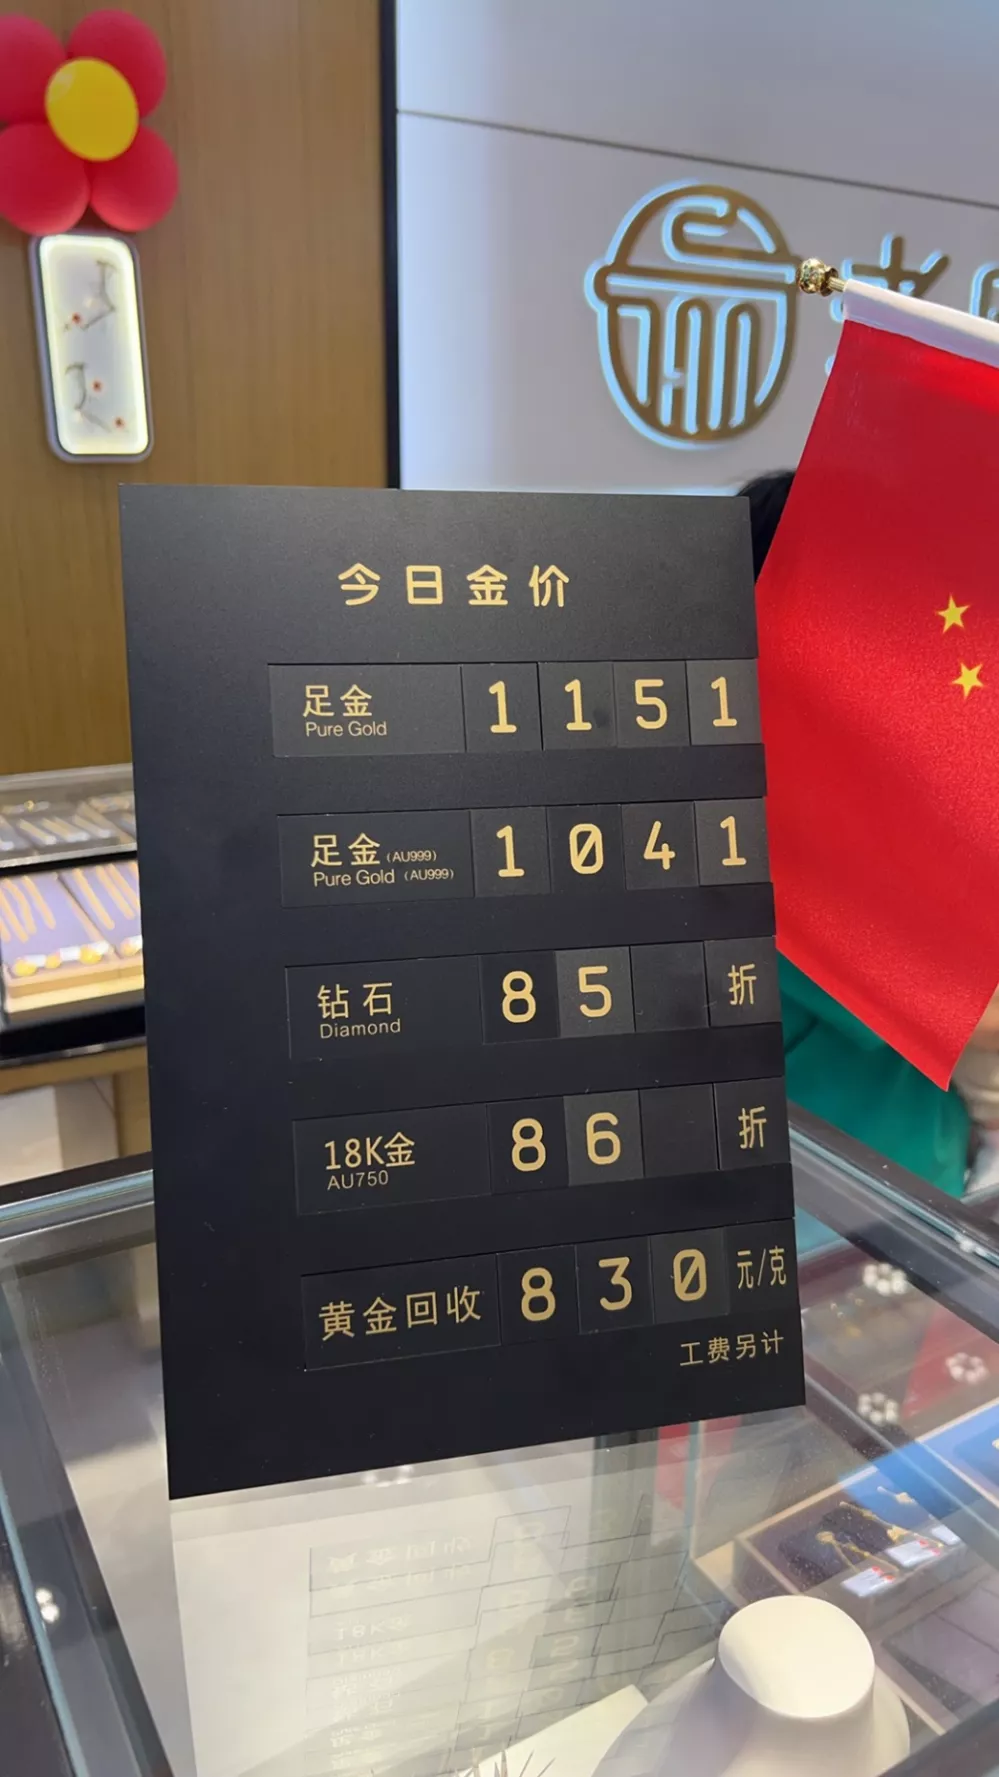 今日金价
足金 1151
Pure Gold
足金(AU999) 1041
Pure Gold (AU999)
钻石 85 折
Diamond
18K金 86 折
AU750
黄金回收 830 元/克
工费另计